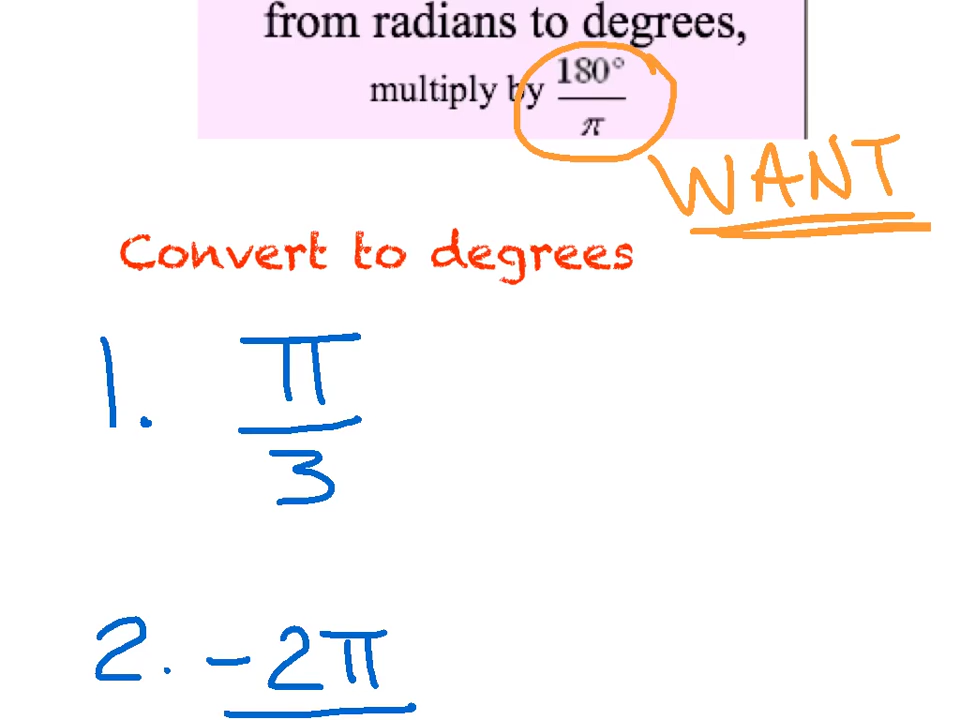 from radians to degrees,
multiply by 180°/π
WANT
Convert to degrees
1. π/3
2. -2π